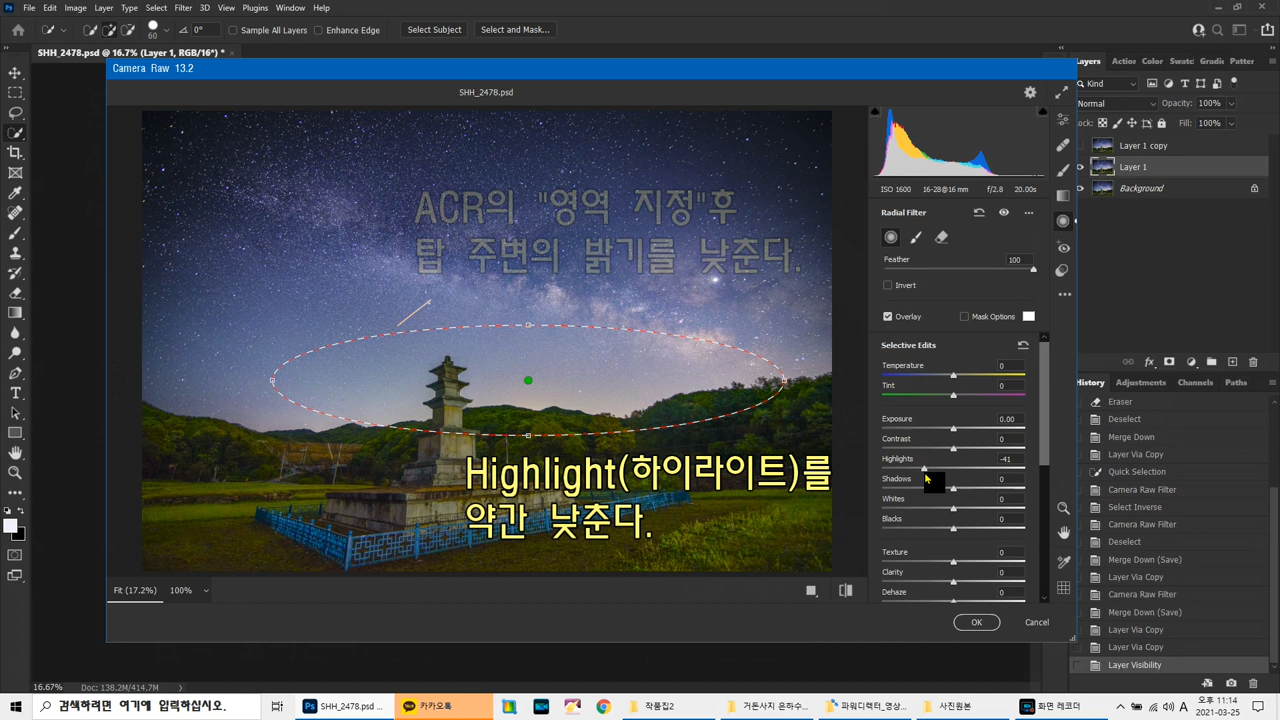 Ps File Edit Image Layer Type Select Filter 3D View Plugins Window Help
60 0° Sample All Layers Enhance Edge Select Subject Select and Mask...
SHH_2478.psd @ 16.7% (Layer 1, RGB/16*) *
Camera Raw 13.2
SHH_2478.psd
ACR의 "영역 지정"후
탑 주변의 밝기를 낮춘다.
Highlight(하이라이트)를
약간 낮춘다.
Fit (17.2%) 100%
ISO 1600 16-28@16 mm f/2.8 20.00s
Radial Filter
Feather 100
Invert
Overlay Mask Options
Selective Edits
Temperature 0
Tint 0
Exposure 0.00
Contrast 0
Highlights -41
Shadows 0
Whites 0
Blacks 0
Texture 0
Clarity 0
Dehaze 0
OK Cancel
Layers Action Color Swatc Gradie Patter
Kind
Normal Opacity: 100%
Lock: Fill: 100%
Layer 1 copy
Layer 1
Background
fx
History Adjustments Channels Paths
Eraser
Deselect
Merge Down
Layer Via Copy
Quick Selection
Camera Raw Filter
Select Inverse
Camera Raw Filter
Deselect
Merge Down (Save)
Layer Via Copy
Camera Raw Filter
Merge Down (Save)
Layer Via Copy
Layer Via Copy
Layer Visibility
16.67% Doc: 138.2M/414.7M
검색하려면 여기에 입력하십시오.
Ps SHH_2478.psd ...
카카오톡
작품집2
거돈사지 은하수...
파워디렉터_영상...
사진원본
화면 레코더
A
오후 11:14
2021-03-25